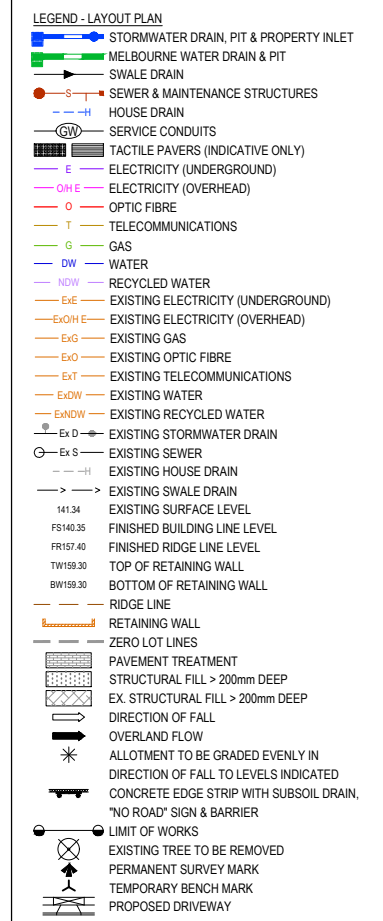 LEGEND - LAYOUT PLAN
STORMWATER DRAIN, PIT & PROPERTY INLET
MELBOURNE WATER DRAIN & PIT
SWALE DRAIN
S SEWER & MAINTENANCE STRUCTURES
H HOUSE DRAIN
GW SERVICE CONDUITS
TACTILE PAVERS (INDICATIVE ONLY)
E ELECTRICITY (UNDERGROUND)
O/H E ELECTRICITY (OVERHEAD)
O OPTIC FIBRE
T TELECOMMUNICATIONS
G GAS
DW WATER
NDW RECYCLED WATER
ExE EXISTING ELECTRICITY (UNDERGROUND)
ExO/H E EXISTING ELECTRICITY (OVERHEAD)
ExG EXISTING GAS
ExO EXISTING OPTIC FIBRE
ExT EXISTING TELECOMMUNICATIONS
ExDW EXISTING WATER
ExNDW EXISTING RECYCLED WATER
Ex D EXISTING STORMWATER DRAIN
Ex S EXISTING SEWER
H EXISTING HOUSE DRAIN
> > EXISTING SWALE DRAIN
141.34 EXISTING SURFACE LEVEL
FS140.35 FINISHED BUILDING LINE LEVEL
FR157.40 FINISHED RIDGE LINE LEVEL
TW159.30 TOP OF RETAINING WALL
BW159.30 BOTTOM OF RETAINING WALL
RIDGE LINE
RETAINING WALL
ZERO LOT LINES
PAVEMENT TREATMENT
STRUCTURAL FILL > 200mm DEEP
EX. STRUCTURAL FILL > 200mm DEEP
DIRECTION OF FALL
OVERLAND FLOW
ALLOTMENT TO BE GRADED EVENLY IN
DIRECTION OF FALL TO LEVELS INDICATED
CONCRETE EDGE STRIP WITH SUBSOIL DRAIN,
"NO ROAD" SIGN & BARRIER
LIMIT OF WORKS
EXISTING TREE TO BE REMOVED
PERMANENT SURVEY MARK
TEMPORARY BENCH MARK
PROPOSED DRIVEWAY